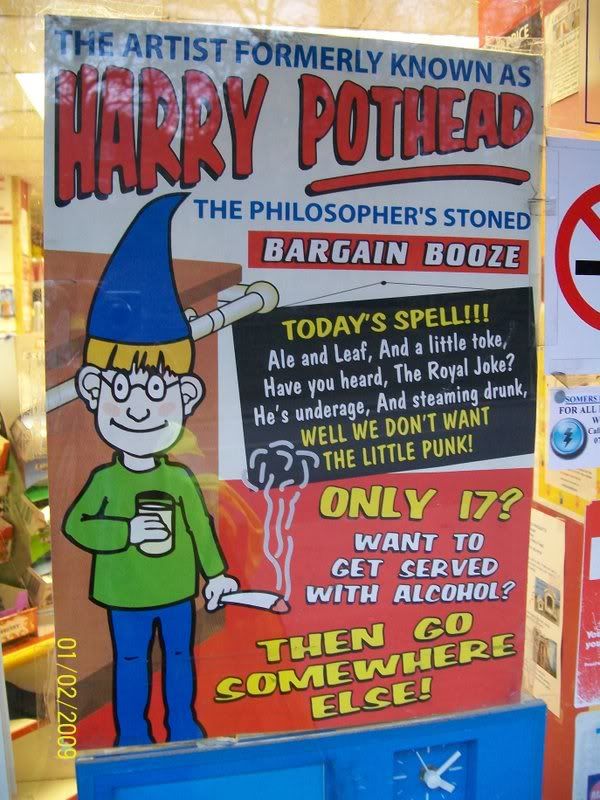 THE ARTIST FORMERLY KNOWN AS
HARRY POTHEAD
THE PHILOSOPHER'S STONED
BARGAIN BOOZE
TODAY'S SPELL!!!
Ale and Leaf, And a little toke,
Have you heard, The Royal Joke?
He's underage, And steaming drunk,
WELL WE DON'T WANT
THE LITTLE PUNK!
ONLY 17?
WANT TO
GET SERVED
WITH ALCOHOL?
THEN GO
SOMEWHERE
ELSE!
SOMERS
FOR ALL
01/02/2009